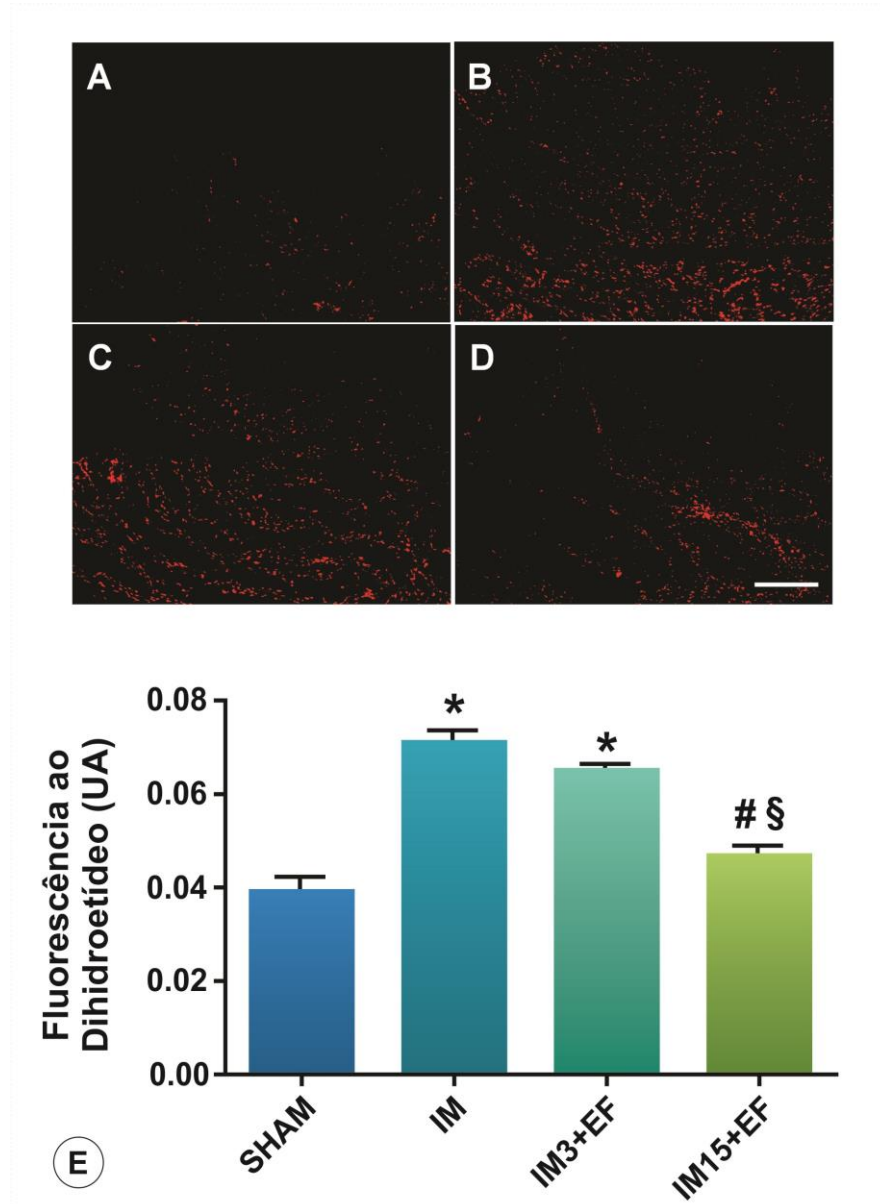 A
B
C
D
Fluorescência ao
Dihidroetídeo (UA)
0.08
0.06
0.04
0.02
0.00
*
*
# §
SHAM
IM
IM3+EF
IM15+EF
E